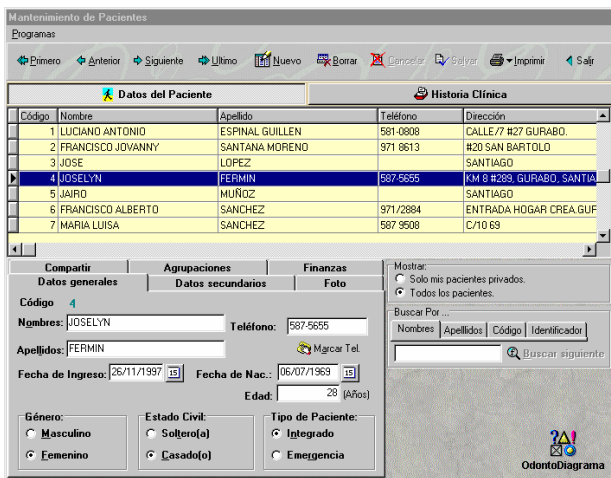 Mantenimiento de Pacientes
Programas
Primero Anterior Siguiente Ultimo Nuevo Borrar Cancelar Salvar Imprimir Salir
Datos del Paciente Historia Clínica
Código Nombre Apellido Teléfono Dirección
1 LUCIANO ANTONIO ESPINAL GUILLEN 581-0808 CALLE/7 #27 GURABO.
2 FRANCISCO JOVANNY SANTANA MORENO 971 8613 #20 SAN BARTOLO
3 JOSE LOPEZ SANTIAGO
4 JOSELYN FERMIN 587-5655 KM 8 #289, GURABO, SANTIA
5 JAIRO MUÑOZ SANTIAGO
6 FRANCISCO ALBERTO SANCHEZ 971/2884 ENTRADA HOGAR CREA.GUF
7 MARIA LUISA SANCHEZ 587 9508 C/10 69
Compartir Agrupaciones Finanzas
Datos generales Datos secundarios Foto
Código 4
Nombres: JOSELYN Teléfono: 587-5655
Apellidos: FERMIN Marcar Tel.
Fecha de Ingreso: 26/11/1997 15 Fecha de Nac.: 06/07/1969 15
Edad: 28 (Años)
Género: Estado Civil: Tipo de Paciente:
Masculino Soltero(a) Integrado
Femenino Casado(o) Emergencia
Mostrar:
Solo mis pacientes privados.
Todos los pacientes.
Buscar Por ...
Nombres Apelllidos Código Identificador
Buscar siguiente
OdontoDiagrama